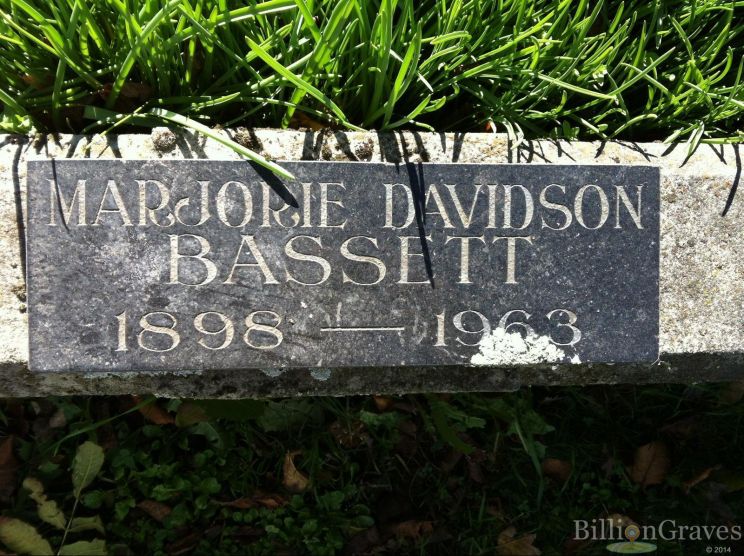 MARJORIE DAVIDSON
BASSETT
1898 — 1963
BillionGraves
© 2014